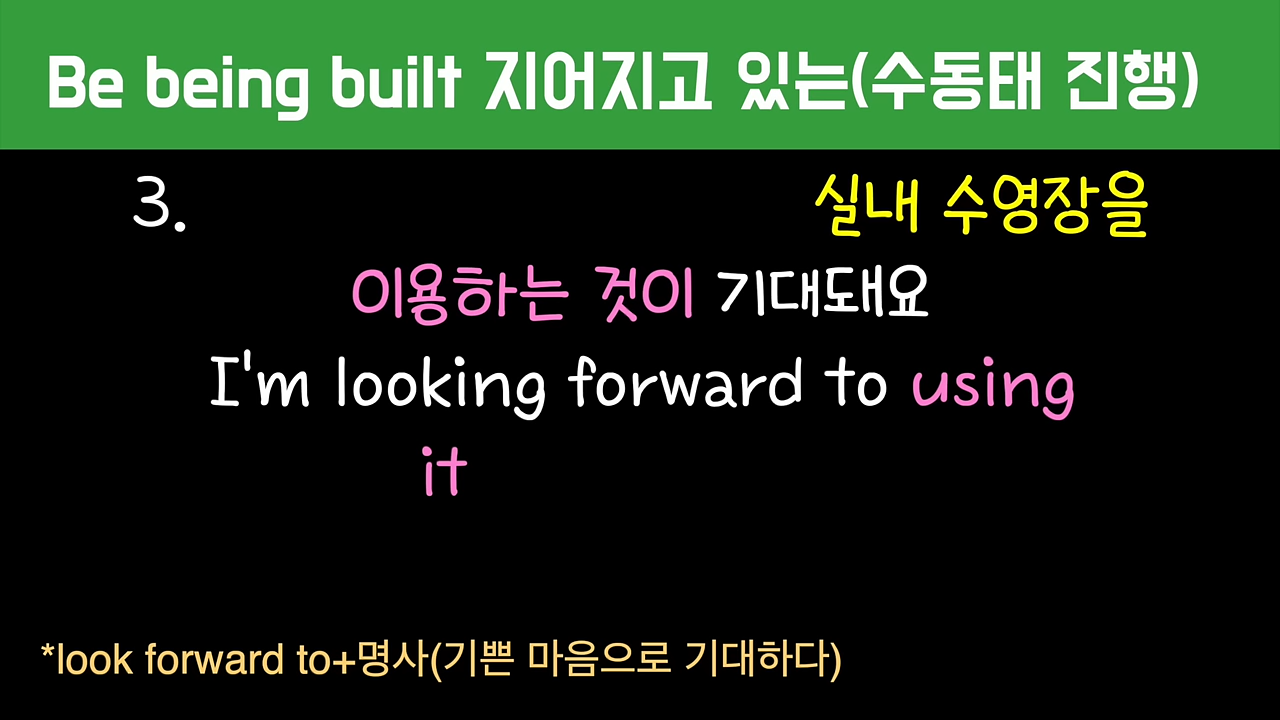 Be being built 지어지고 있는(수동태 진행)
3. 실내 수영장을
이용하는 것이 기대돼요
I'm looking forward to using
it
*look forward to+명사(기쁜 마음으로 기대하다)